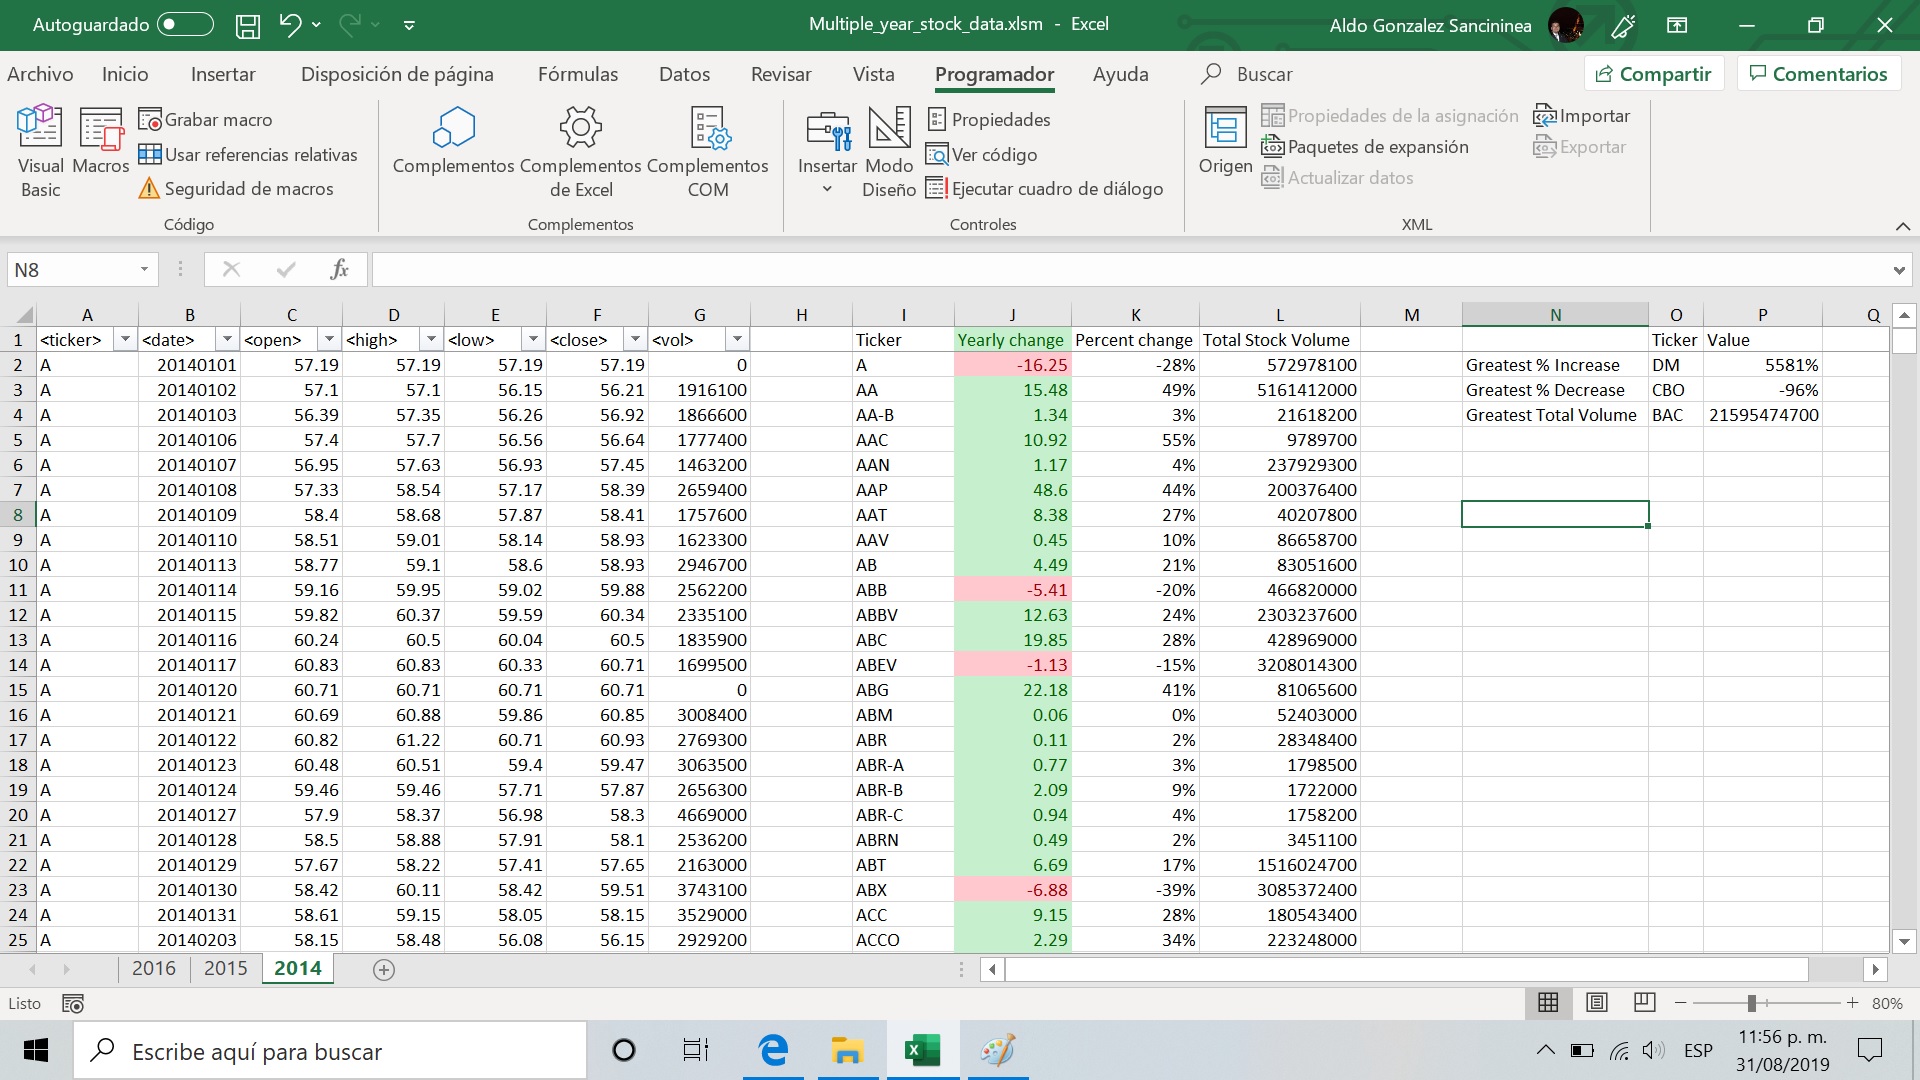 Autoguardado
Multiple_year_stock_data.xlsm - Excel
Aldo Gonzalez Sancininea
Archivo Inicio Insertar Disposición de página Fórmulas Datos Revisar Vista Programador Ayuda Buscar Compartir Comentarios
Visual Basic
Macros
Grabar macro
Usar referencias relativas
Seguridad de macros
Código
Complementos
Complementos de Excel
Complementos COM
Complementos
Insertar
Modo Diseño
Propiedades
Ver código
Ejecutar cuadro de diálogo
Controles
Origen
Propiedades de la asignación
Paquetes de expansión
Actualizar datos
Importar
Exportar
XML
N8 fx
A B C D E F G H I J K L M N O P Q
1 <ticker> <date> <open> <high> <low> <close> <vol> Ticker Yearly change Percent change Total Stock Volume Ticker Value
2 A 20140101 57.19 57.19 57.19 57.19 0 A -16.25 -28% 572978100 Greatest % Increase DM 5581%
3 A 20140102 57.1 57.1 56.15 56.21 1916100 AA 15.48 49% 5161412000 Greatest % Decrease CBO -96%
4 A 20140103 56.39 57.35 56.26 56.92 1866600 AA-B 1.34 3% 21618200 Greatest Total Volume BAC 21595474700
5 A 20140106 57.4 57.7 56.56 56.64 1777400 AAC 10.92 55% 9789700
6 A 20140107 56.95 57.63 56.93 57.45 1463200 AAN 1.17 4% 237929300
7 A 20140108 57.33 58.54 57.17 58.39 2659400 AAP 48.6 44% 200376400
8 A 20140109 58.4 58.68 57.87 58.41 1757600 AAT 8.38 27% 40207800
9 A 20140110 58.51 59.01 58.14 58.93 1623300 AAV 0.45 10% 86658700
10 A 20140113 58.77 59.1 58.6 58.93 2946700 AB 4.49 21% 83051600
11 A 20140114 59.16 59.95 59.02 59.88 2562200 ABB -5.41 -20% 466820000
12 A 20140115 59.82 60.37 59.59 60.34 2335100 ABBV 12.63 24% 2303237600
13 A 20140116 60.24 60.5 60.04 60.5 1835900 ABC 19.85 28% 428969000
14 A 20140117 60.83 60.83 60.33 60.71 1699500 ABEV -1.13 -15% 3208014300
15 A 20140120 60.71 60.71 60.71 60.71 0 ABG 22.18 41% 81065600
16 A 20140121 60.69 60.88 59.86 60.85 3008400 ABM 0.06 0% 52403000
17 A 20140122 60.82 61.22 60.71 60.93 2769300 ABR 0.11 2% 28348400
18 A 20140123 60.48 60.51 59.4 59.47 3063500 ABR-A 0.77 3% 1798500
19 A 20140124 59.46 59.46 57.71 57.87 2656300 ABR-B 2.09 9% 1722000
20 A 20140127 57.9 58.37 56.98 58.3 4669000 ABR-C 0.94 4% 1758200
21 A 20140128 58.5 58.88 57.91 58.1 2536200 ABRN 0.49 2% 3451100
22 A 20140129 57.67 58.22 57.41 57.65 2163000 ABT 6.69 17% 1516024700
23 A 20140130 58.42 60.11 58.42 59.51 3743100 ABX -6.88 -39% 3085372400
24 A 20140131 58.61 59.15 58.05 58.15 3529000 ACC 9.15 28% 180543400
25 A 20140203 58.15 58.48 56.08 56.15 2929200 ACCO 2.29 34% 223248000
2016 2015 2014
Listo 80%
Escribe aquí para buscar
ESP
11:56 p. m.
31/08/2019